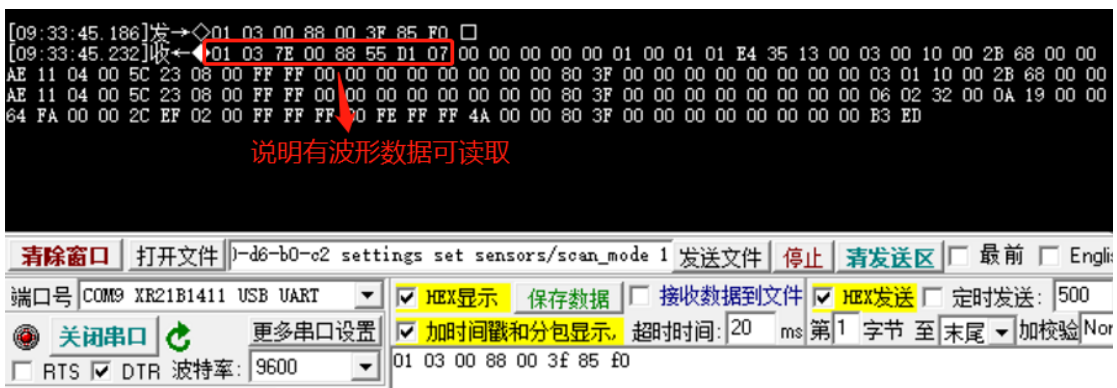 [09:33:45.186]发→◇01 03 00 88 00 3F 85 F0 □
[09:33:45.232]收←◆01 03 7E 00 88 55 D1 07 00 00 00 00 00 01 00 01 01 E4 35 13 00 03 00 10 00 2B 68 00 00
AE 11 04 00 5C 23 08 00 FF FF 00 00 00 00 00 00 00 00 80 3F 00 00 00 00 00 00 00 00 03 01 10 00 2B 68 00 00
AE 11 04 00 5C 23 08 00 FF FF 00 00 00 00 00 00 00 00 80 3F 00 00 00 00 00 00 00 00 06 02 32 00 0A 19 00 00
64 FA 00 00 2C EF 02 00 FF FF FF 00 FE FF FF 4A 00 00 80 3F 00 00 00 00 00 00 00 00 B3 ED
说明有波形数据可读取
清除窗口 打开文件 )-d6-b0-c2 settings set sensors/scan_mode 1 发送文件 停止 清发送区 最前 Englis
端口号 COM9 XR21B1411 USB UART HEX显示 保存数据 接收数据到文件 HEX发送 定时发送: 500
关闭串口 更多串口设置 加时间戳和分包显示, 超时时间: 20 ms 第1 字节 至 末尾 加校验 Nor
RTS DTR 波特率: 9600 01 03 00 88 00 3f 85 f0